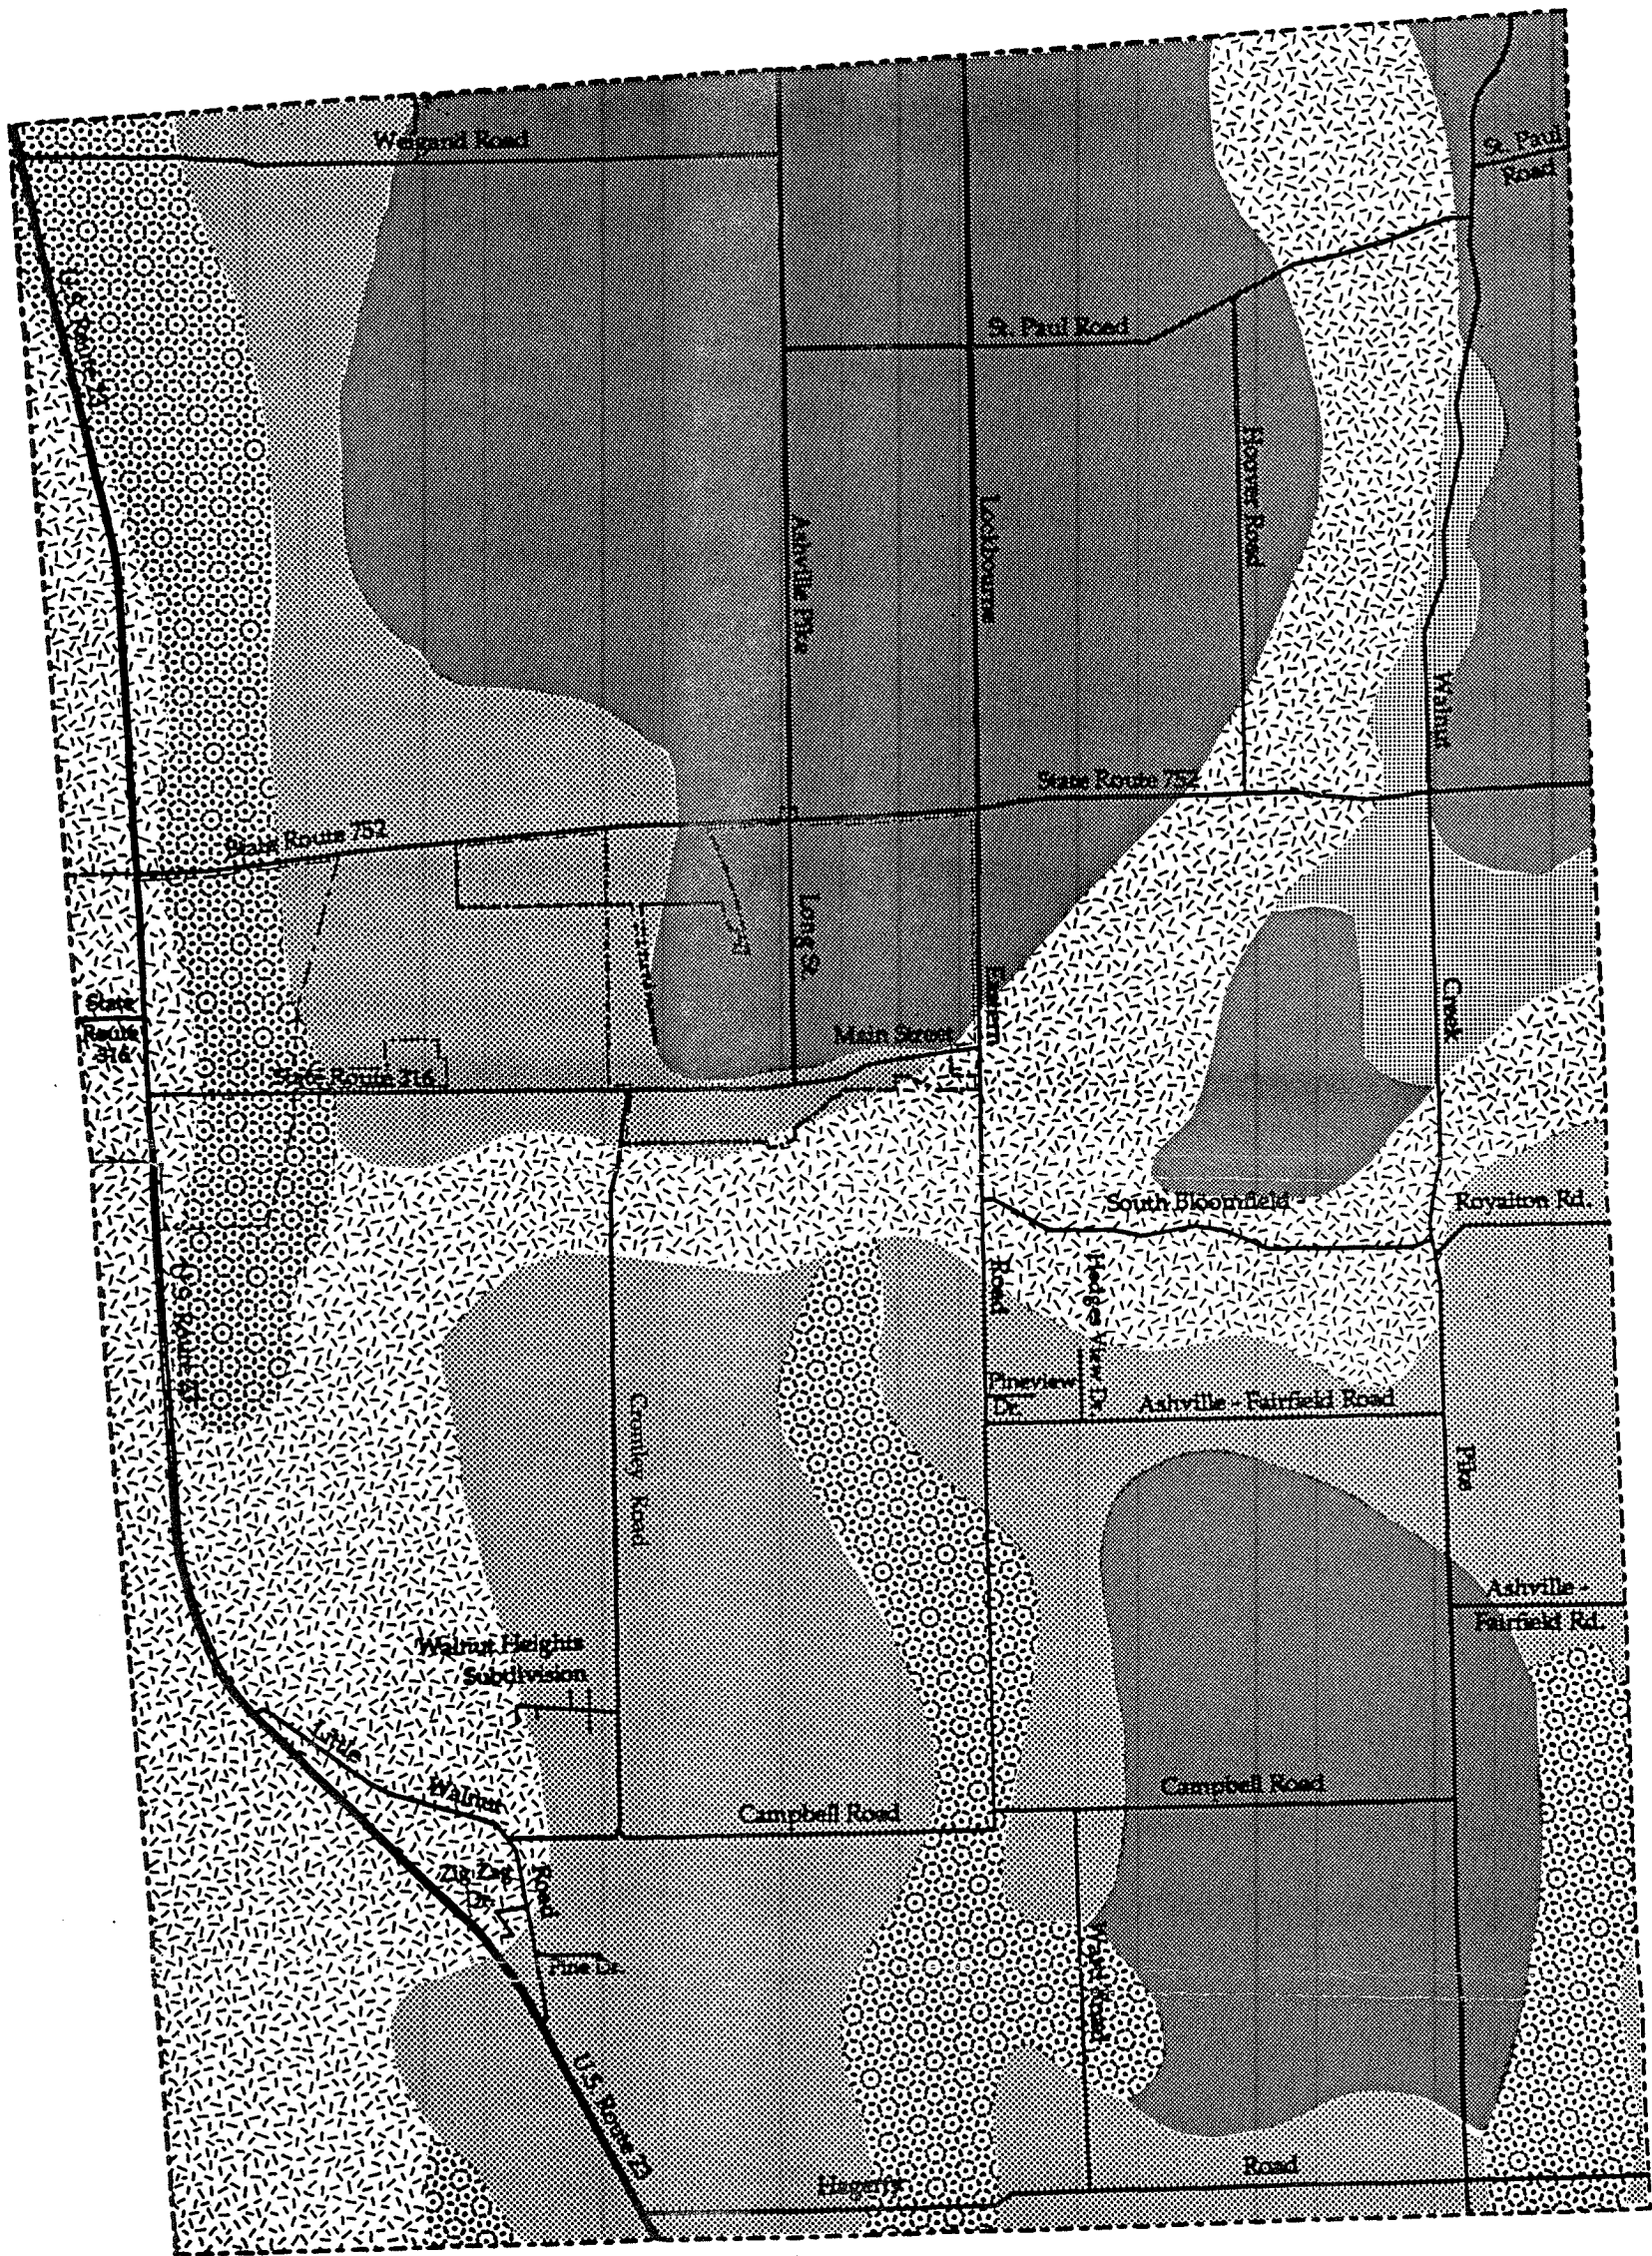 Weigand Road
St. Paul
Road
U.S. Route 23
St. Paul Road
Hoover Road
Lockbourne
Ashville Pike
Walnut
State Route 752
State Route 752
Long St.
Eastern
Creek
State
Route
316
Main Street
State Route 316
South Bloomfield -
Royalton Rd.
Road
Hedge View Dr.
U.S. Route 23
Pineview
Dr.
Ashville - Fairfield Road
Cromley Road
Pike
Ashville -
Fairfield Rd.
Walnut Heights
Subdivision
Little
Walnut
Road
Campbell Road
Campbell Road
Zig Zag
Dr.
Ward Road
Pine Dr.
U.S. Route 23
Hagerty
Road